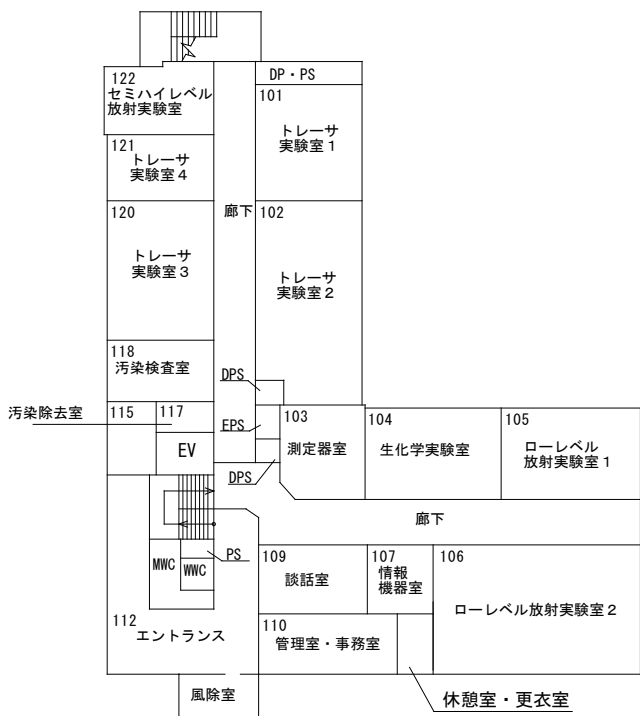 DP・PS
122
セミハイレベル
放射実験室
101
トレーサ
実験室1
121
トレーサ
実験室4
120
廊下
102
トレーサ
実験室3
トレーサ
実験室2
118
汚染検査室
DPS
汚染除去室
115
117
EPS
103
測定器室
104
生化学実験室
105
ローレベル
放射実験室1
EV
DPS
廊下
MWC
WWC
PS
109
談話室
107
情報
機器室
106
ローレベル放射実験室2
112
エントランス
110
管理室・事務室
風除室
休憩室・更衣室